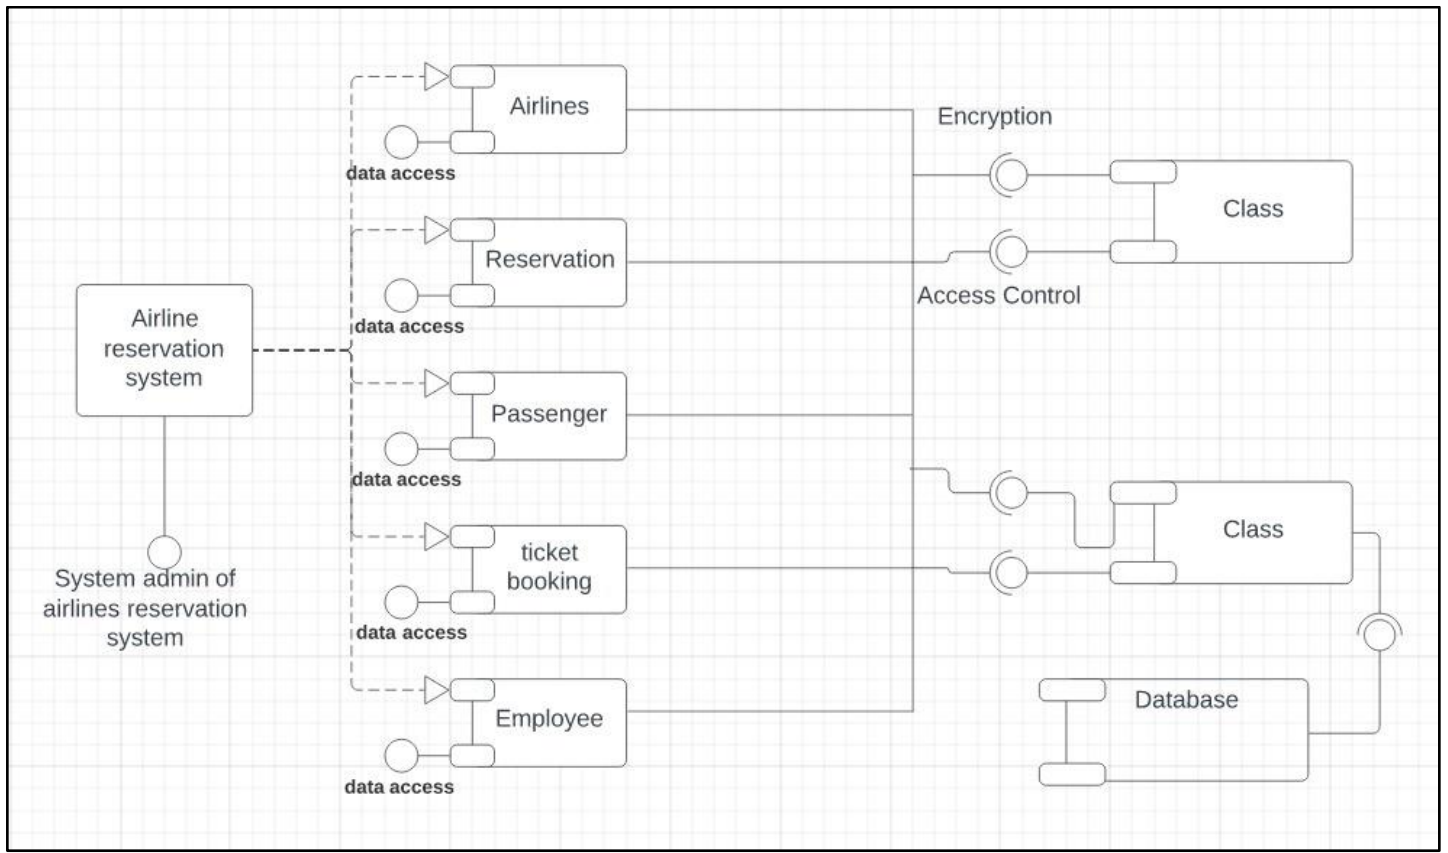 Airlines
data access
Encryption
Class
Reservation
data access
Access Control
Airline
reservation
system
Passenger
data access
System admin of
airlines reservation
system
ticket
booking
data access
Class
Employee
data access
Database